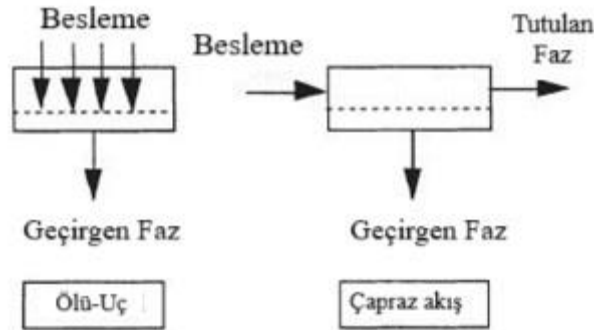 Besleme
Geçirgen Faz
Ölü-Uç
Besleme
Tutulan
Faz
Geçirgen Faz
Çapraz akış